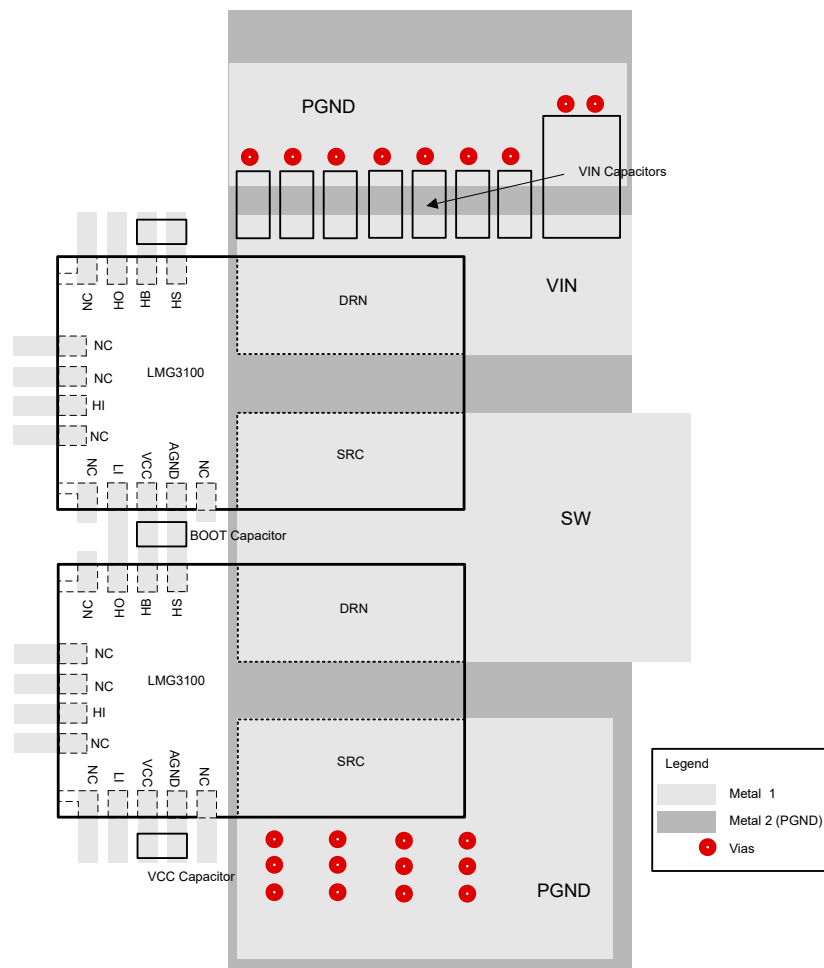 PGND
VIN Capacitors
NC
HO
HB
SH
DRN
VIN
NC
NC
LMG3100
HI
NC
SRC
NC
LI
VCC
AGND
NC
SW
BOOT Capacitor
NC
HO
HB
SH
DRN
NC
NC
LMG3100
HI
NC
SRC
NC
LI
VCC
AGND
NC
VCC Capacitor
PGND
Legend
Metal 1
Metal 2 (PGND)
Vias